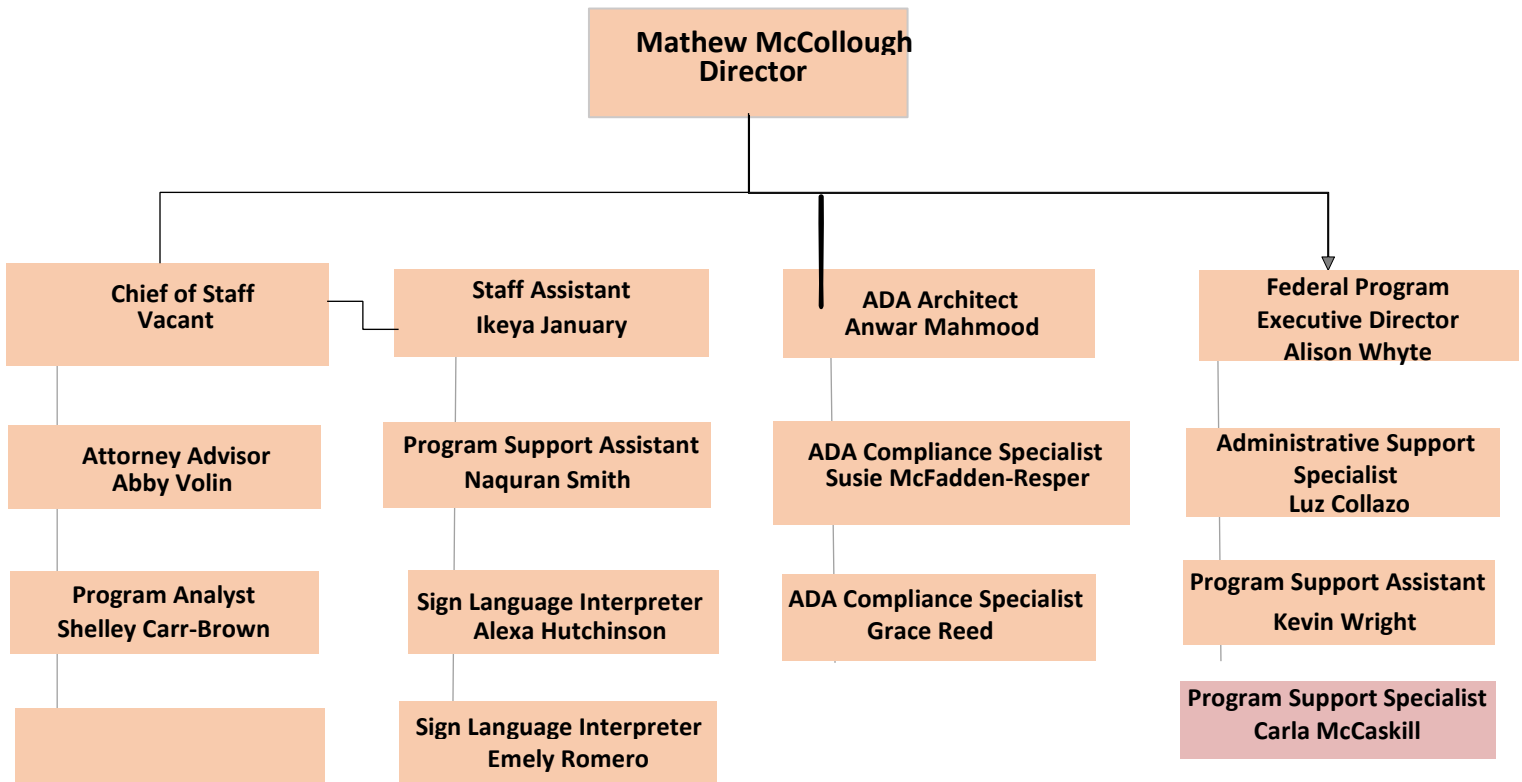 Mathew McCollough
Director
Chief of Staff
Vacant
Staff Assistant
Ikeya January
ADA Architect
Anwar Mahmood
Federal Program
Executive Director
Alison Whyte
Attorney Advisor
Abby Volin
Program Support Assistant
Naquran Smith
ADA Compliance Specialist
Susie McFadden-Resper
Administrative Support
Specialist
Luz Collazo
Program Analyst
Shelley Carr-Brown
Sign Language Interpreter
Alexa Hutchinson
ADA Compliance Specialist
Grace Reed
Program Support Assistant
Kevin Wright
Sign Language Interpreter
Emely Romero
Program Support Specialist
Carla McCaskill